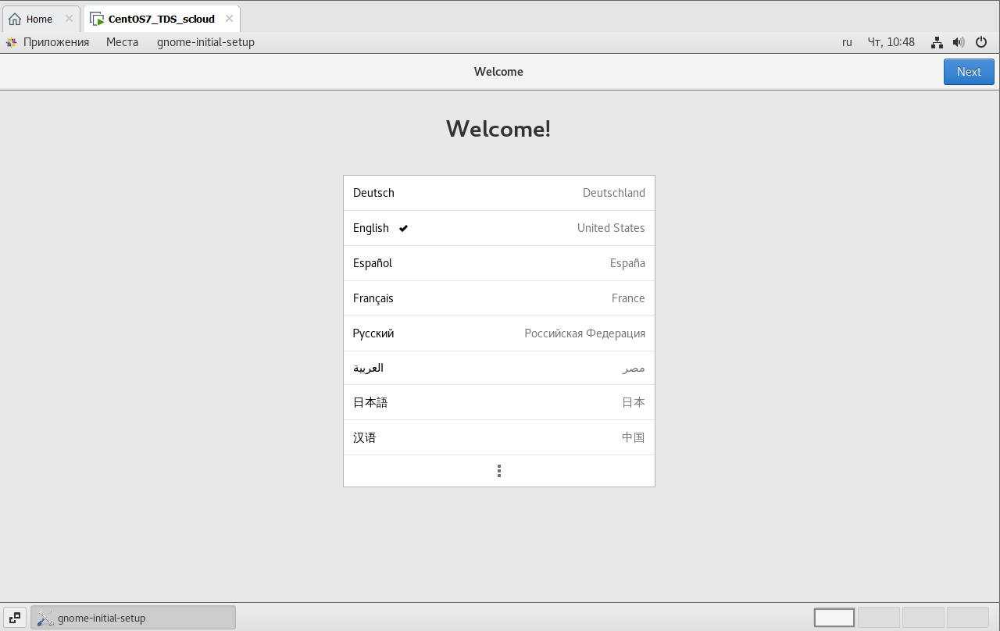 Home
CentOS7_TDS_scloud
Приложения Места gnome-initial-setup ru Чт, 10:48
Welcome Next
Welcome!
Deutsch Deutschland
English United States
Español España
Français France
Русский Российская Федерация
العربية مصر
日本語 日本
汉语 中国
gnome-initial-setup